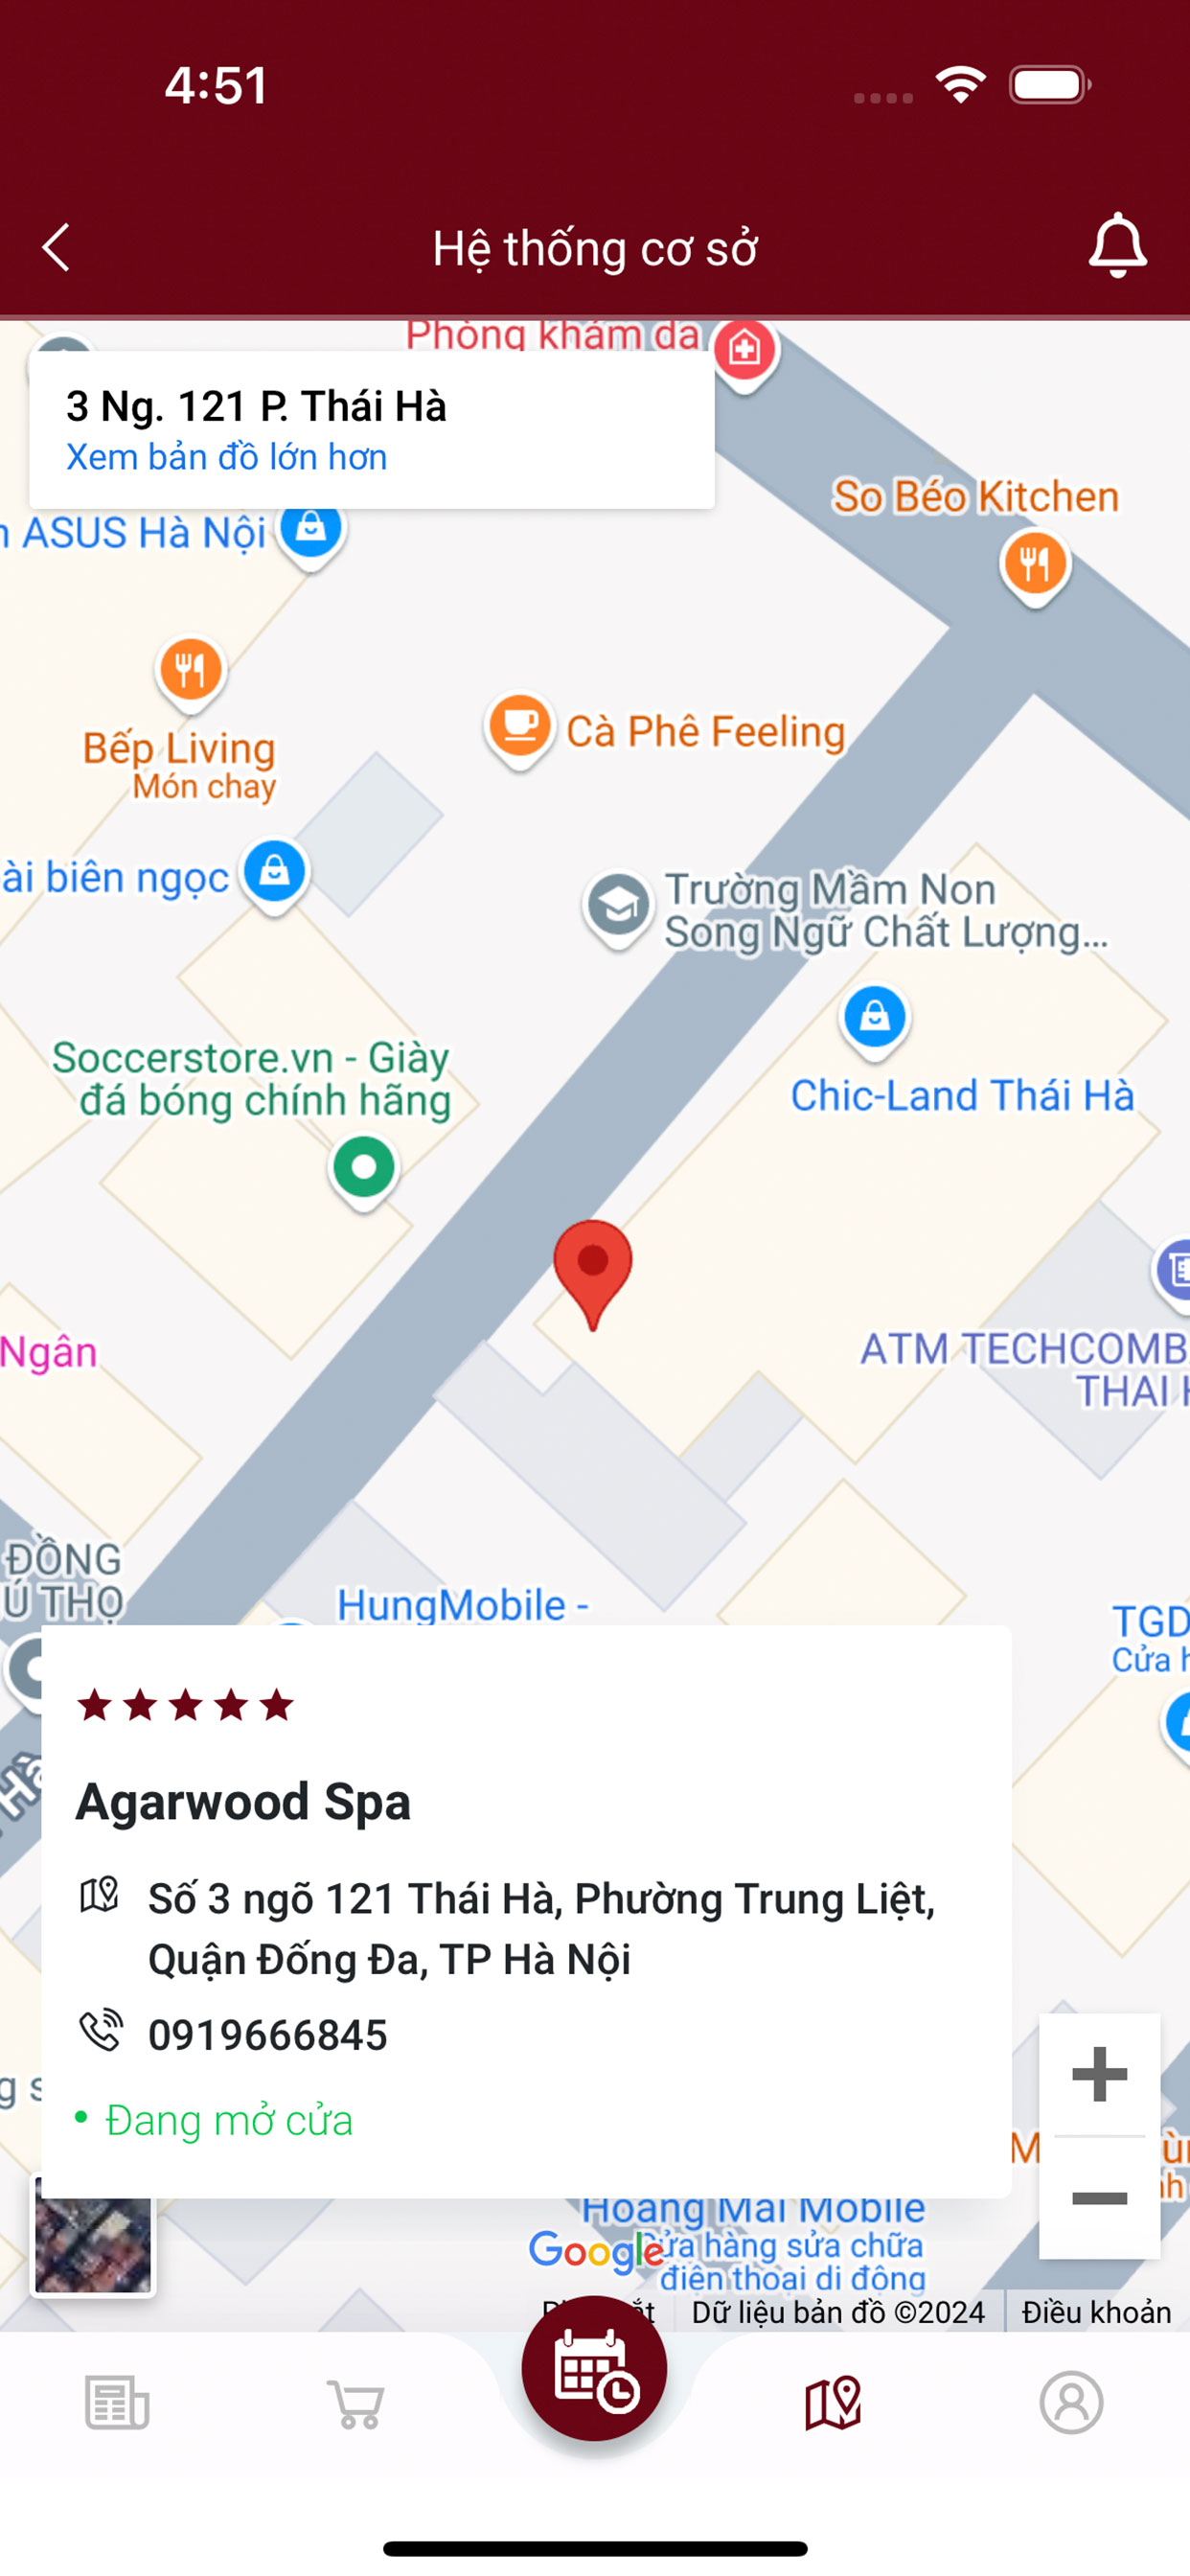 4:51
Hệ thống cơ sở
Phòng khám da
3 Ng. 121 P. Thái Hà
Xem bản đồ lớn hơn
So Béo Kitchen
ASUS Hà Nội
Bếp Living
Món chay
Cà Phê Feeling
ài biên ngọc
Trường Mầm Non
Song Ngữ Chất Lượng...
Chic-Land Thái Hà
Soccerstore.vn - Giày
đá bóng chính hãng
Ngân
ATM TECHCOMB
THAI
ĐỒNG
Ú THỌ
HungMobile -
TGD
Cửa
★★★★★
Agarwood Spa
Số 3 ngõ 121 Thái Hà, Phường Trung Liệt,
Quận Đống Đa, TP Hà Nội
0919666845
• Đang mở cửa
Hoàng Mai Mobile
Google
ửa hàng sửa chữa
điện thoại di động
Dữ liệu bản đồ ©2024
Điều khoản